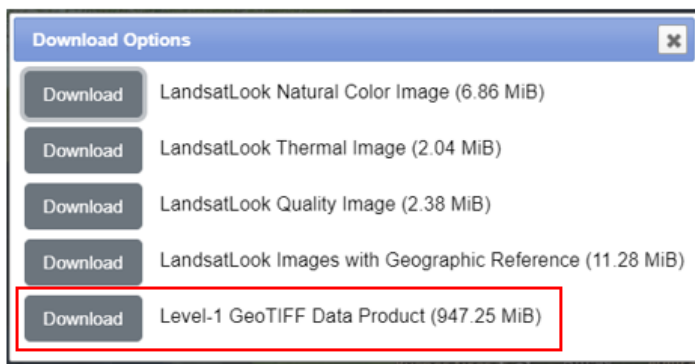 Download Options
Download LandsatLook Natural Color Image (6.86 MiB)
Download LandsatLook Thermal Image (2.04 MiB)
Download LandsatLook Quality Image (2.38 MiB)
Download LandsatLook Images with Geographic Reference (11.28 MiB)
Download Level-1 GeoTIFF Data Product (947.25 MiB)